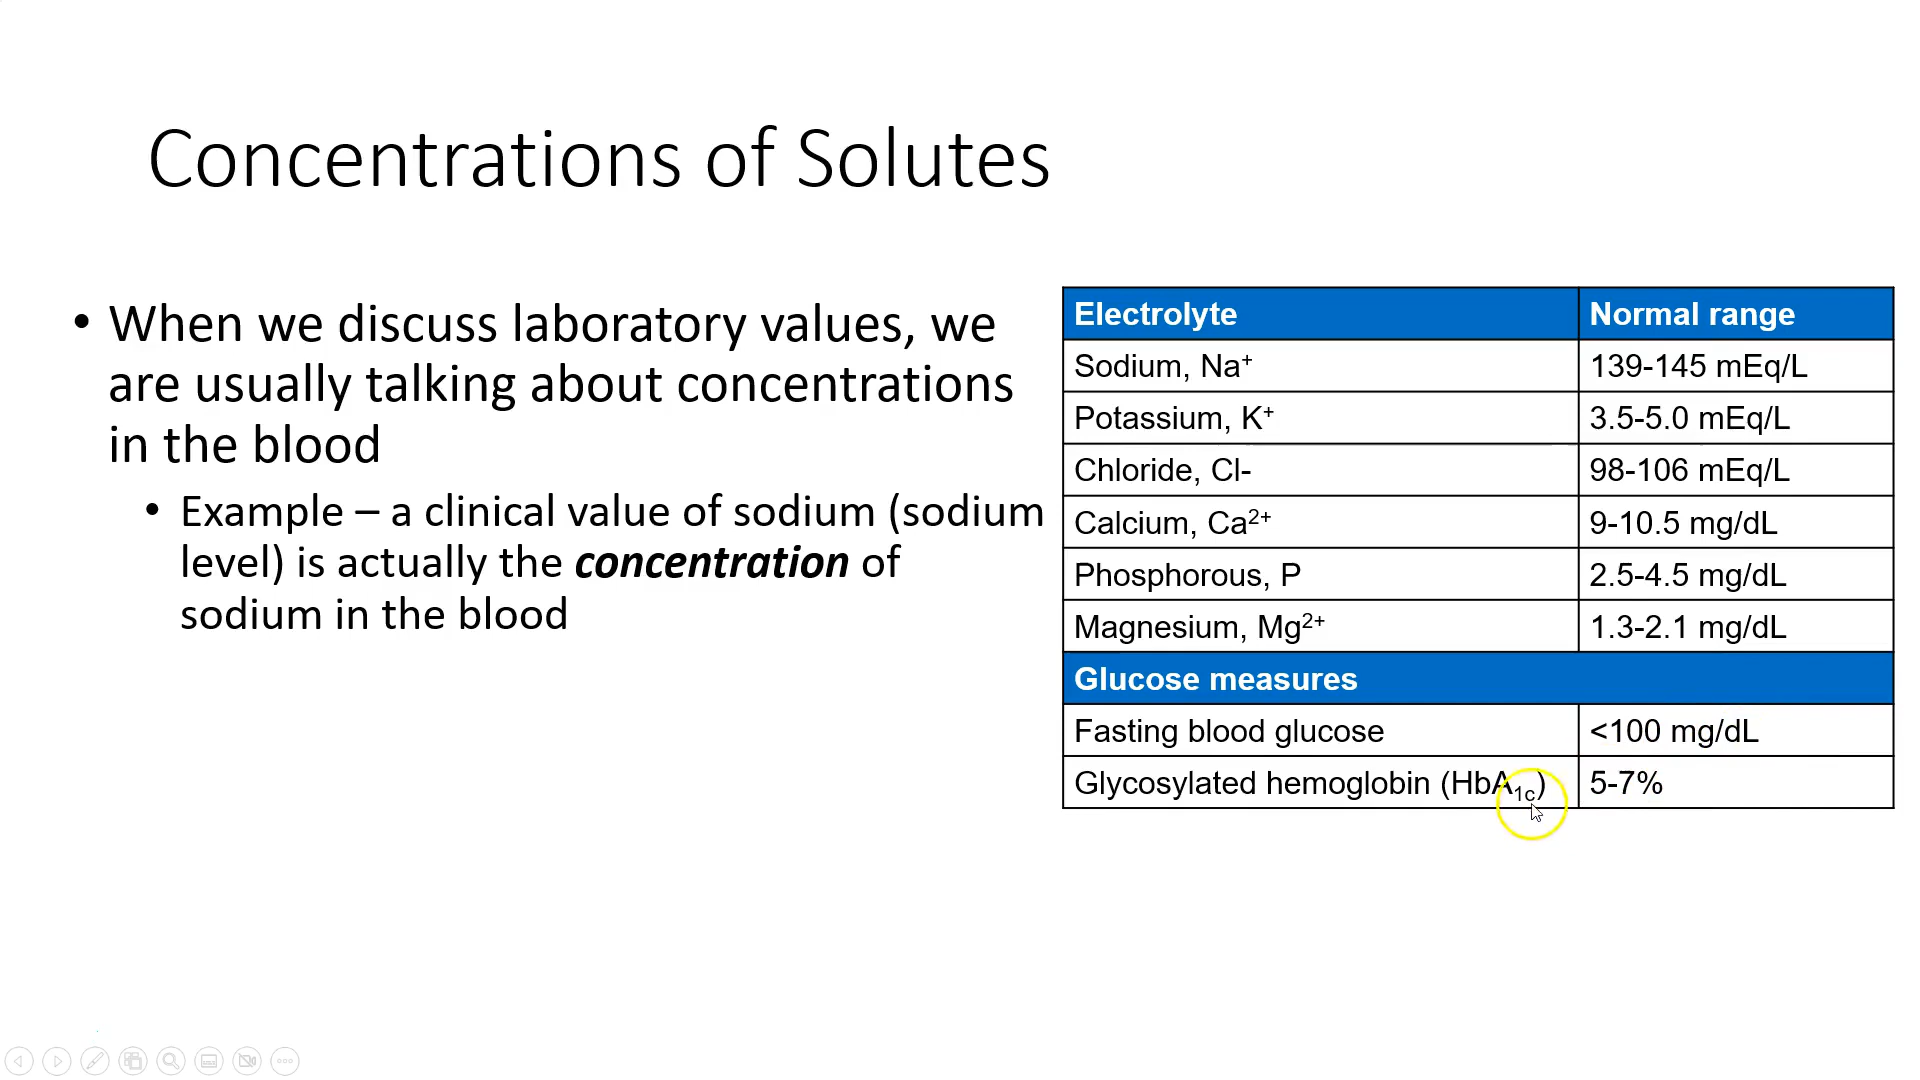 Concentrations of Solutes
• When we discuss laboratory values, we
are usually talking about concentrations
in the blood
• Example – a clinical value of sodium (sodium
level) is actually the concentration of
sodium in the blood
Electrolyte Normal range
Sodium, Na⁺ 139-145 mEq/L
Potassium, K⁺ 3.5-5.0 mEq/L
Chloride, Cl- 98-106 mEq/L
Calcium, Ca²⁺ 9-10.5 mg/dL
Phosphorous, P 2.5-4.5 mg/dL
Magnesium, Mg²⁺ 1.3-2.1 mg/dL
Glucose measures
Fasting blood glucose <100 mg/dL
Glycosylated hemoglobin (HbA1c) 5-7%